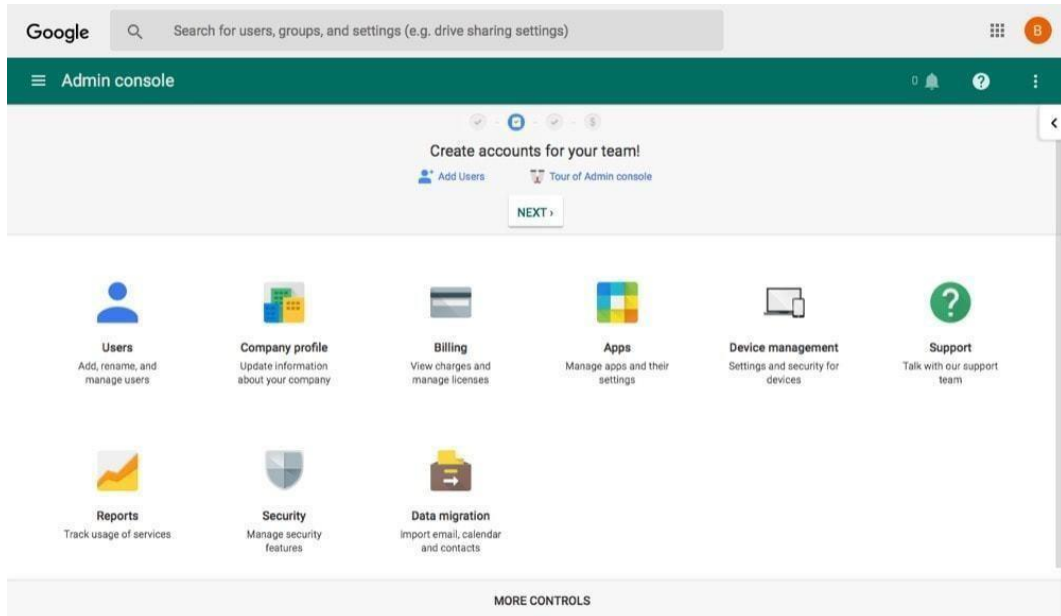 Google
Search for users, groups, and settings (e.g. drive sharing settings)
B
Admin console
0
?
$
Create accounts for your team!
Add Users
Tour of Admin console
NEXT ›
Users
Add, rename, and
manage users
Company profile
Update information
about your company
Billing
View charges and
manage licenses
Apps
Manage apps and their
settings
Device management
Settings and security for
devices
?
Support
Talk with our support
team
Reports
Track usage of services
Security
Manage security
features
Data migration
Import email, calendar
and contacts
MORE CONTROLS